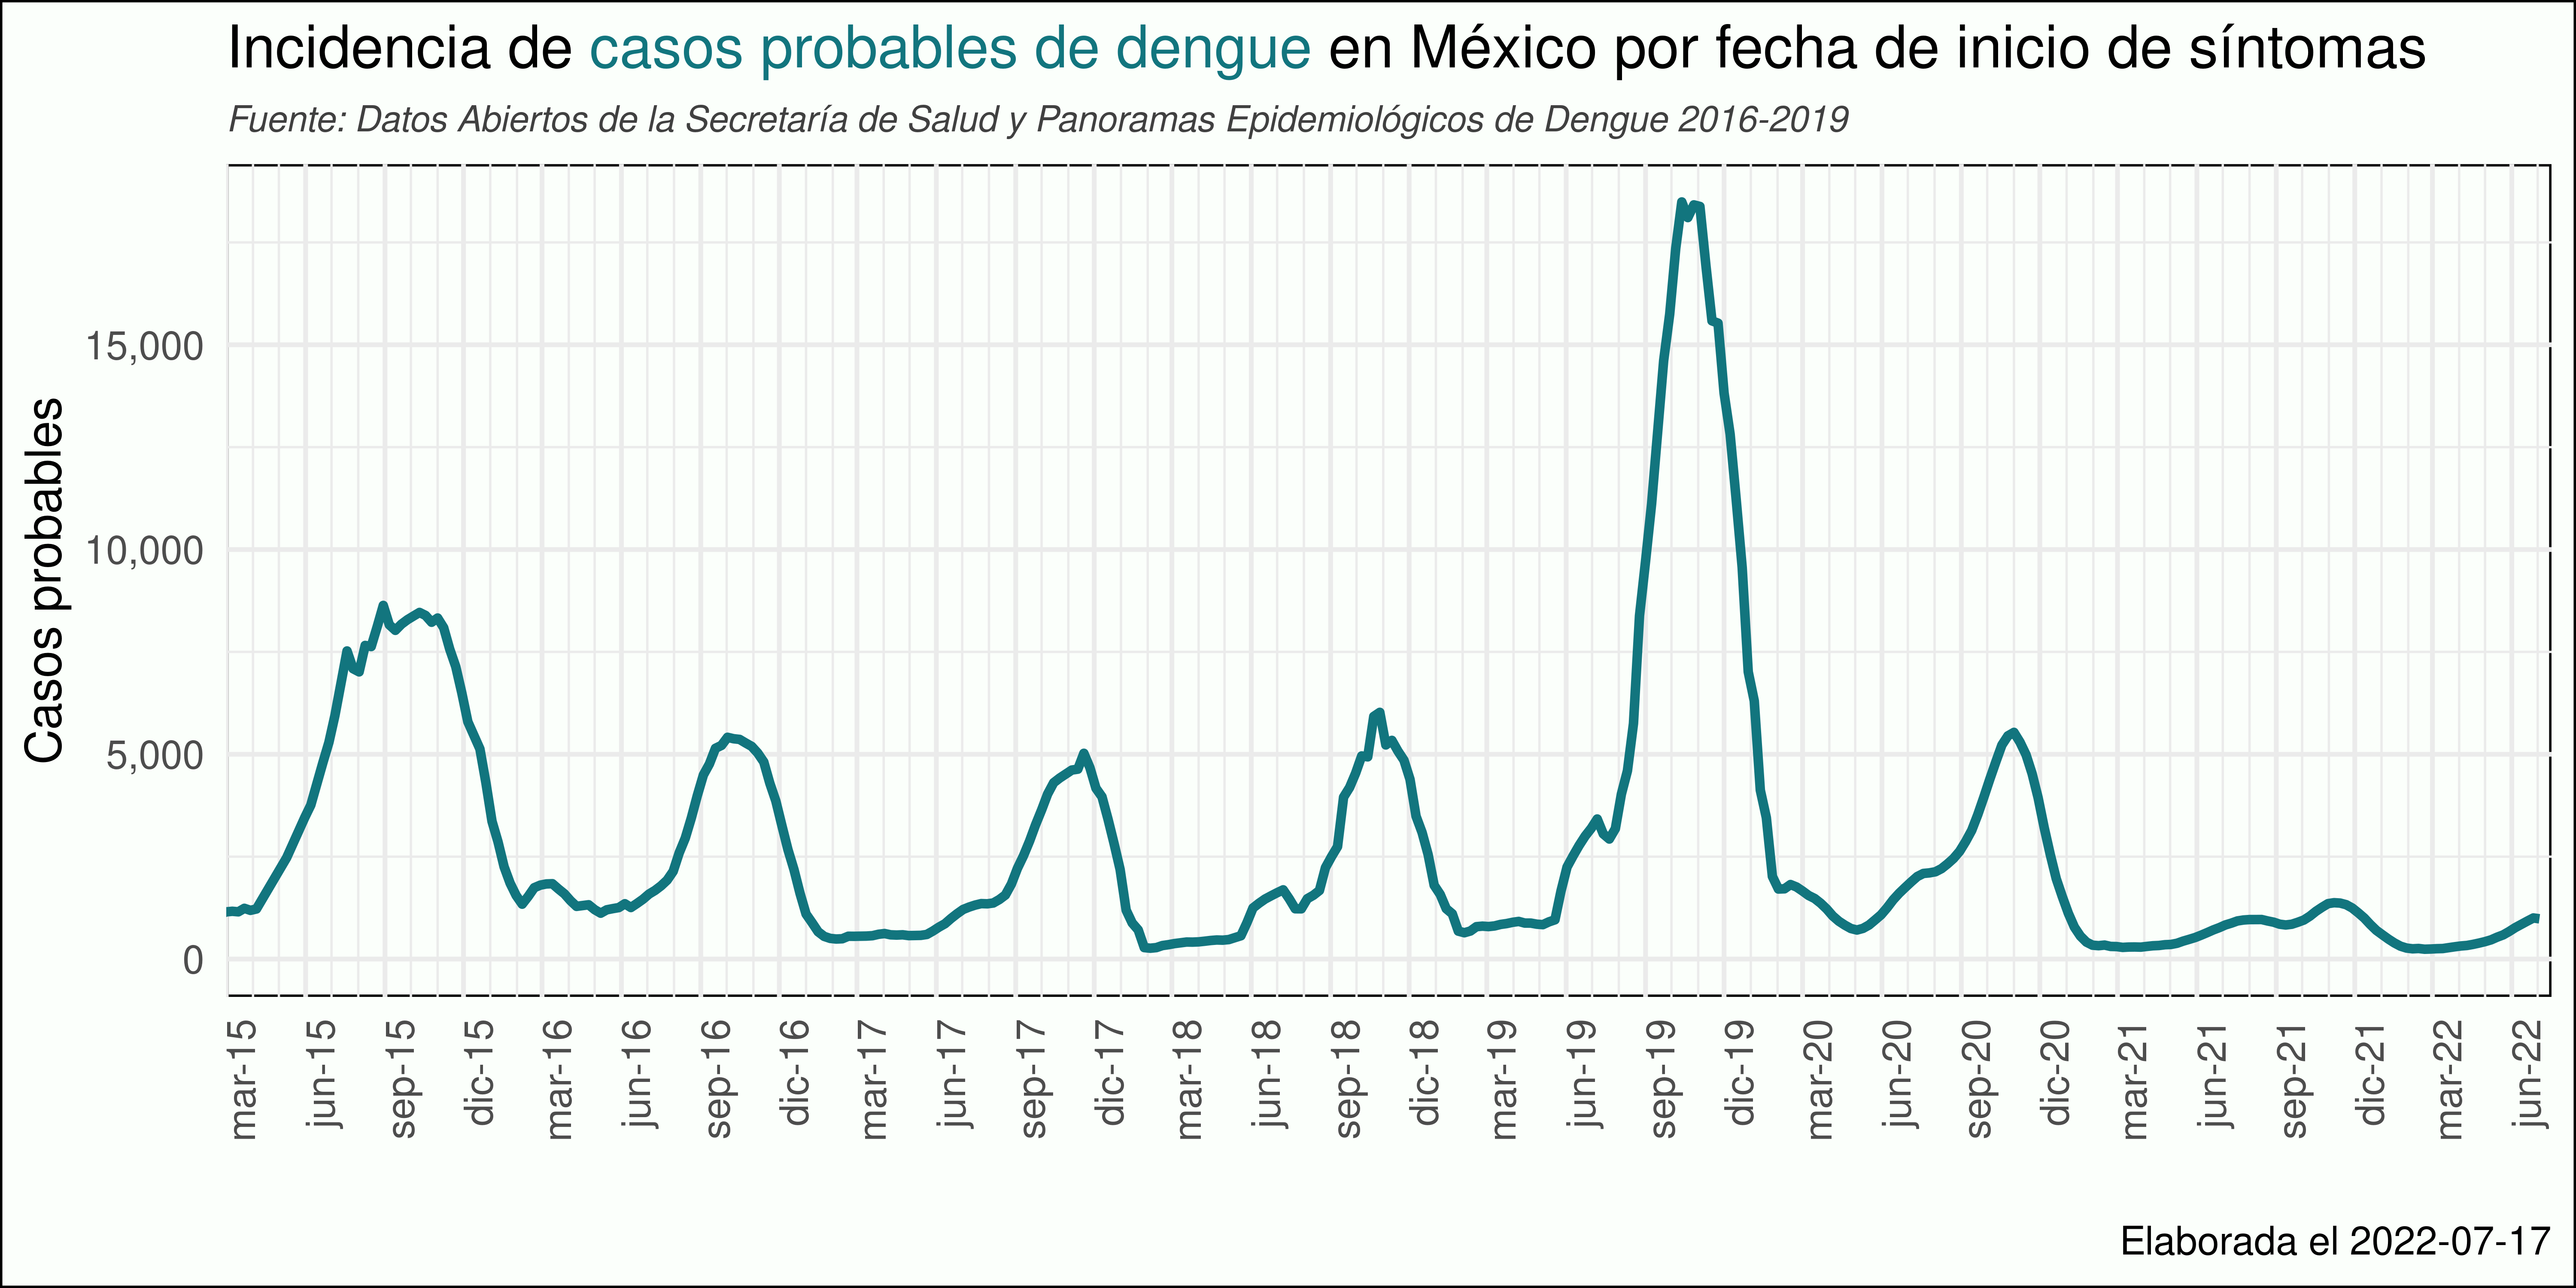 Incidencia de casos probables de dengue en México por fecha de inicio de síntomas
Fuente: Datos Abiertos de la Secretaría de Salud y Panoramas Epidemiológicos de Dengue 2016-2019
Casos probables
15,000
10,000
5,000
0
mar-15
jun-15
sep-15
dic-15
mar-16
jun-16
sep-16
dic-16
mar-17
jun-17
sep-17
dic-17
mar-18
jun-18
sep-18
dic-18
mar-19
jun-19
sep-19
dic-19
mar-20
jun-20
sep-20
dic-20
mar-21
jun-21
sep-21
dic-21
mar-22
jun-22
Elaborada el 2022-07-17